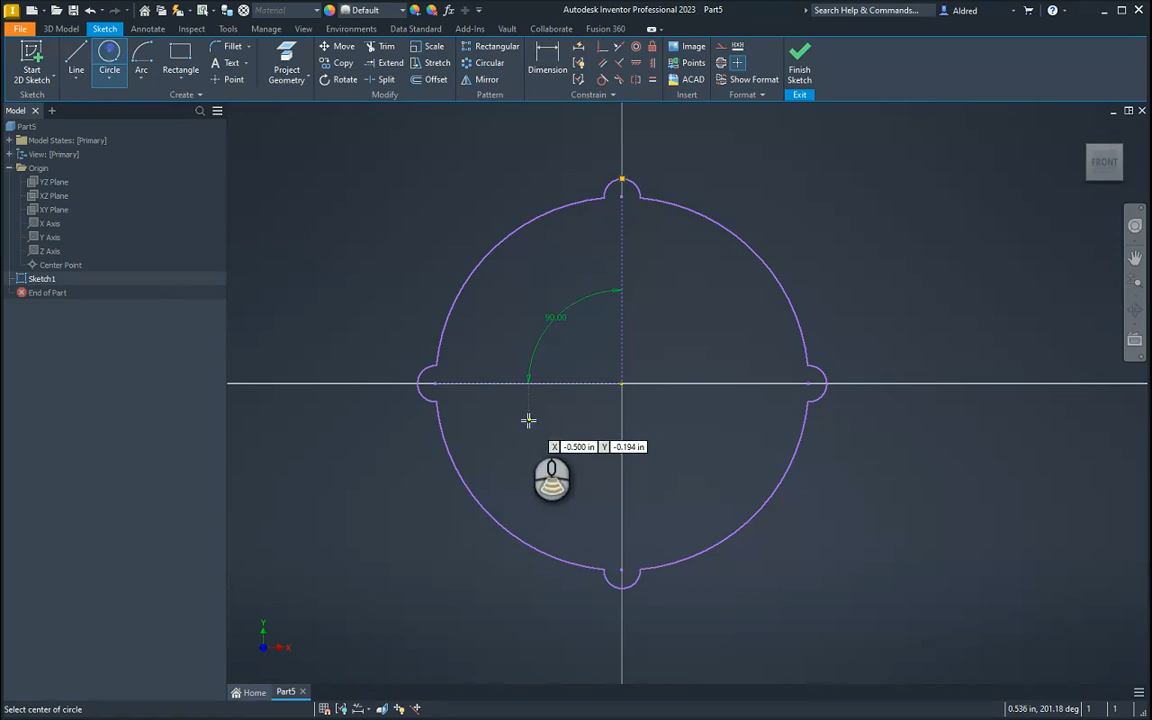 Material Default Autodesk Inventor Professional 2023 Part5 Search Help & Commands... Aldred
File 3D Model Sketch Annotate Inspect Tools Manage View Environments Get Started Add-Ins Vault Collaborate Fusion 360
Start
2D Sketch
Line
Circle
Arc
Rectangle
Fillet
Text
Point
Project
Geometry
Move
Copy
Rotate
Trim
Extend
Split
Scale
Stretch
Offset
Rectangular
Circular
Mirror
Dimension
Image
Points
ACAD
Show Format
Finish
Sketch
Sketch Create Modify Pattern Constrain Insert Format Exit
Model
Part5
Model States: [Primary]
View: [Primary]
Origin
YZ Plane
XZ Plane
XY Plane
X Axis
Y Axis
Z Axis
Center Point
Sketch1
End of Part
FRONT
90.00
X -0.500 in Y -0.194 in
Y
X
Home Part5
Select center of circle 0.536 in, 201.18 deg 1 1